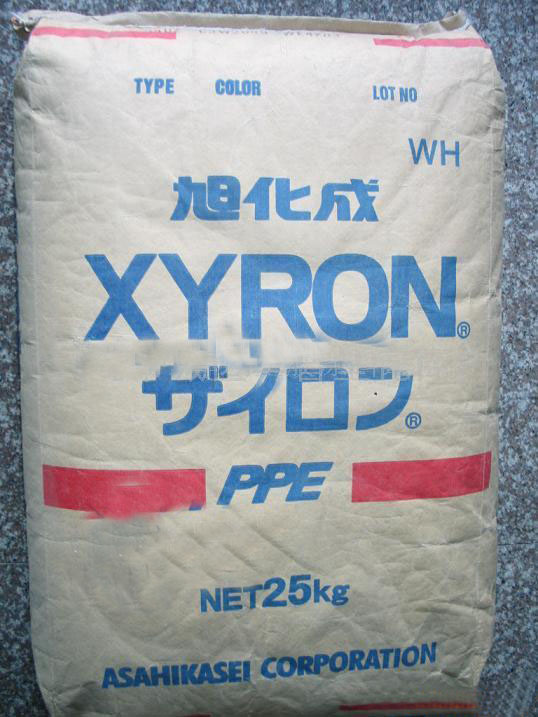 TYPE COLOR LOT NO
WH
旭化成
XYRON®
ザイロン®
PPE
NET25kg
ASAHIKASEI CORPORATION